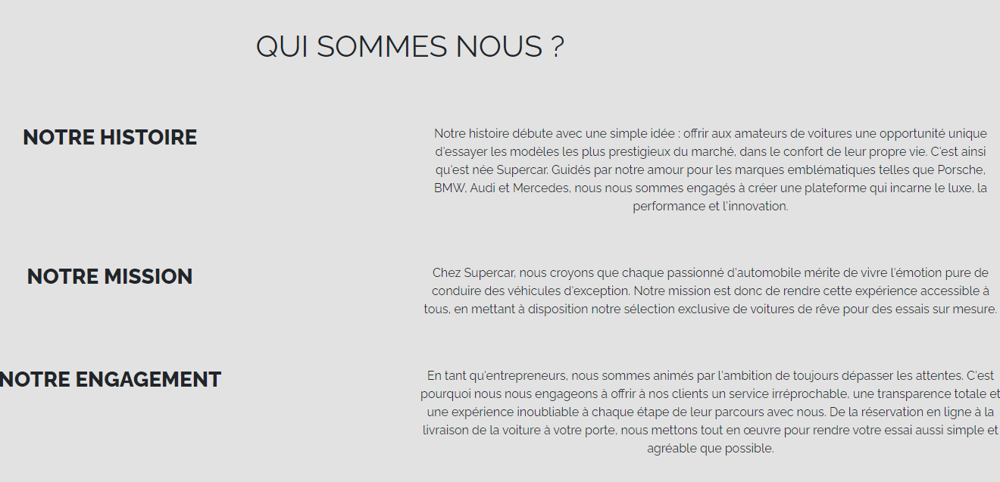 QUI SOMMES NOUS ?
NOTRE HISTOIRE
Notre histoire débute avec une simple idée : offrir aux amateurs de voitures une opportunité unique
d'essayer les modèles les plus prestigieux du marché, dans le confort de leur propre vie. C'est ainsi
qu'est née Supercar. Guidés par notre amour pour les marques emblématiques telles que Porsche,
BMW, Audi et Mercedes, nous nous sommes engagés à créer une plateforme qui incarne le luxe, la
performance et l'innovation.
NOTRE MISSION
Chez Supercar, nous croyons que chaque passionné d'automobile mérite de vivre l'émotion pure de
conduire des véhicules d'exception. Notre mission est donc de rendre cette expérience accessible à
tous, en mettant à disposition notre sélection exclusive de voitures de rêve pour des essais sur mesure.
NOTRE ENGAGEMENT
En tant qu'entrepreneurs, nous sommes animés par l'ambition de toujours dépasser les attentes. C'est
pourquoi nous nous engageons à offrir à nos clients un service irréprochable, une transparence totale et
une expérience inoubliable à chaque étape de leur parcours avec nous. De la réservation en ligne à la
livraison de la voiture à votre porte, nous mettons tout en œuvre pour rendre votre essai aussi simple et
agréable que possible.